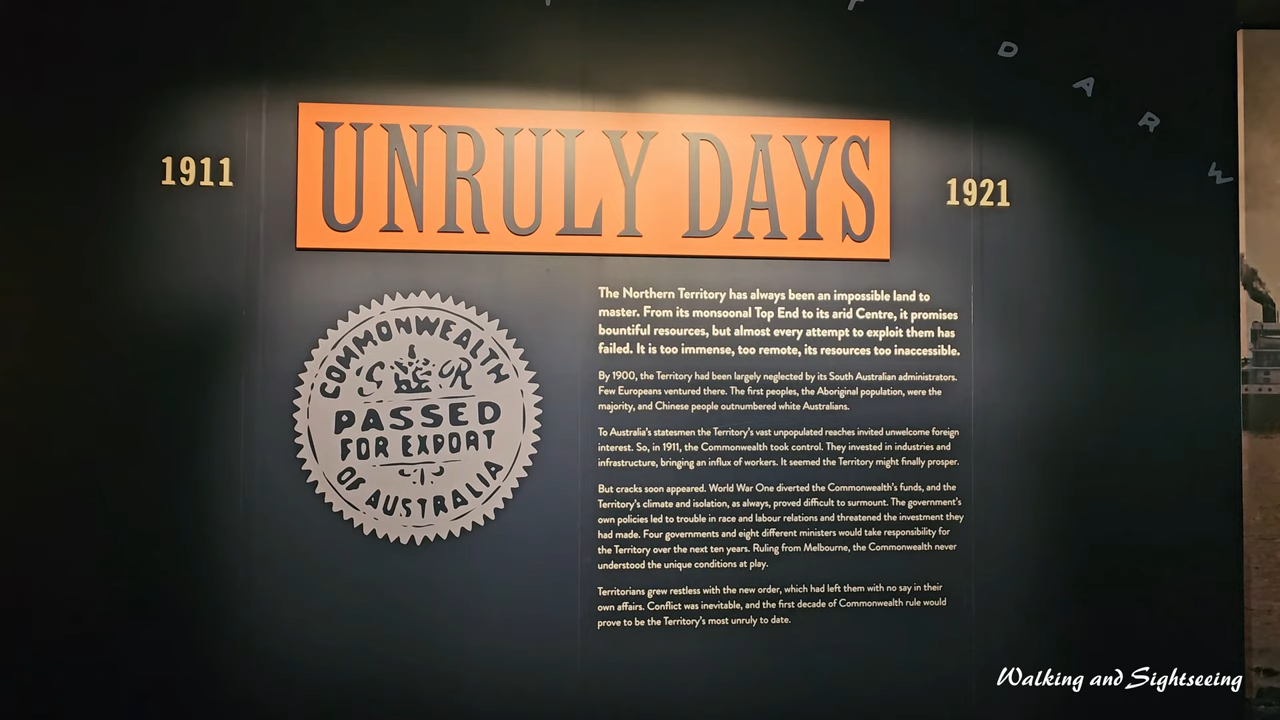 D
A
R
W
1911
UNRULY DAYS
1921
COMMONWEALTH
G R
PASSED
FOR EXPORT
OF AUSTRALIA
The Northern Territory has always been an impossible land to
master. From its monsoonal Top End to its arid Centre, it promises
bountiful resources, but almost every attempt to exploit them has
failed. It is too immense, too remote, its resources too inaccessible.
By 1900, the Territory had been largely neglected by its South Australian administrators.
Few Europeans ventured there. The first peoples, the Aboriginal population, were the
majority, and Chinese people outnumbered white Australians.
To Australia's statesmen the Territory's vast unpopulated reaches invited unwelcome foreign
interest. So, in 1911, the Commonwealth took control. They invested in industries and
infrastructure, bringing an influx of workers. It seemed the Territory might finally prosper.
But cracks soon appeared. World War One diverted the Commonwealth's funds, and the
Territory's climate and isolation, as always, proved difficult to surmount. The government's
own policies led to trouble in race and labour relations and threatened the investment they
had made. Four governments and eight different ministers would take responsibility for
the Territory over the next ten years. Ruling from Melbourne, the Commonwealth never
understood the unique conditions at play.
Territorians grew restless with the new order, which had left them with no say in their
own affairs. Conflict was inevitable, and the first decade of Commonwealth rule would
prove to be the Territory's most unruly to date.
Walking and Sightseeing